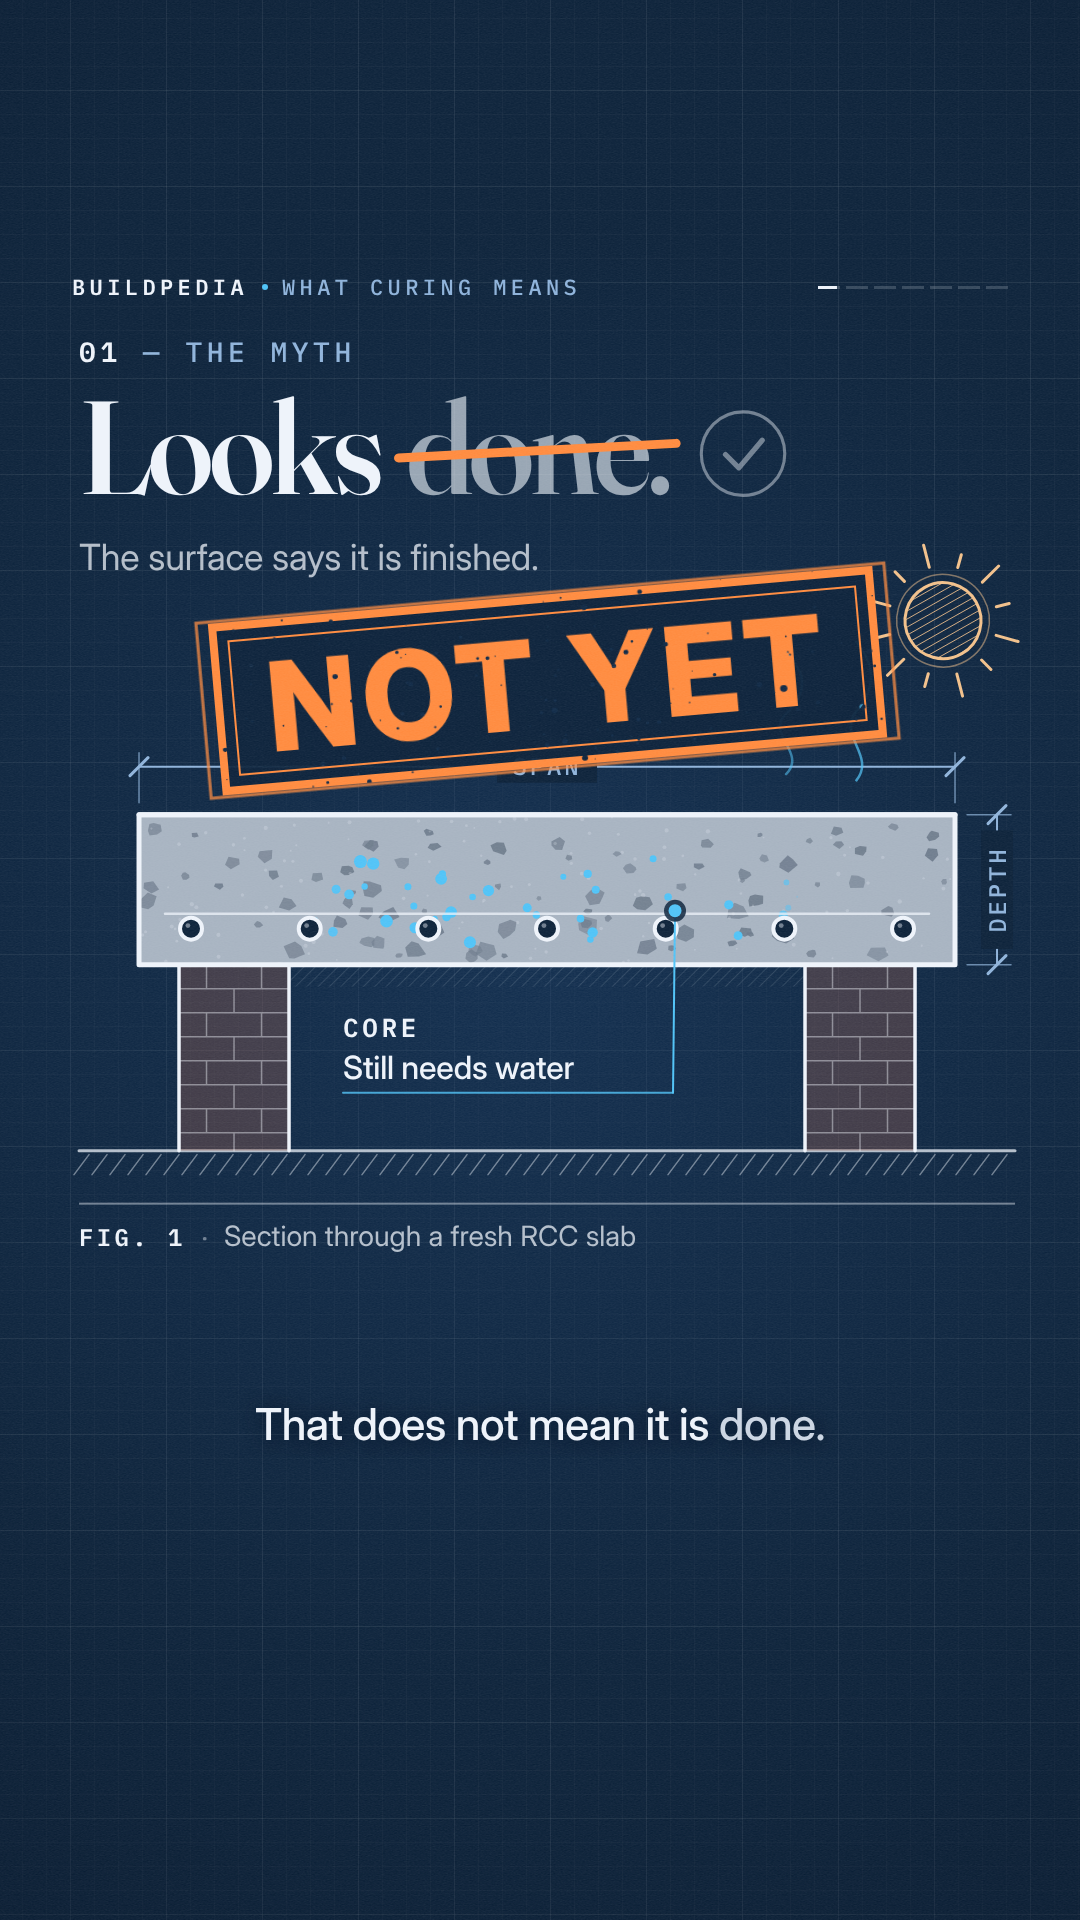 BUILDPEDIA • WHAT CURING MEANS
01 — THE MYTH
Looks done.
The surface says it is finished.
NOT YET
DEPTH
CORE
Still needs water
FIG. 1 · Section through a fresh RCC slab
That does not mean it is done.